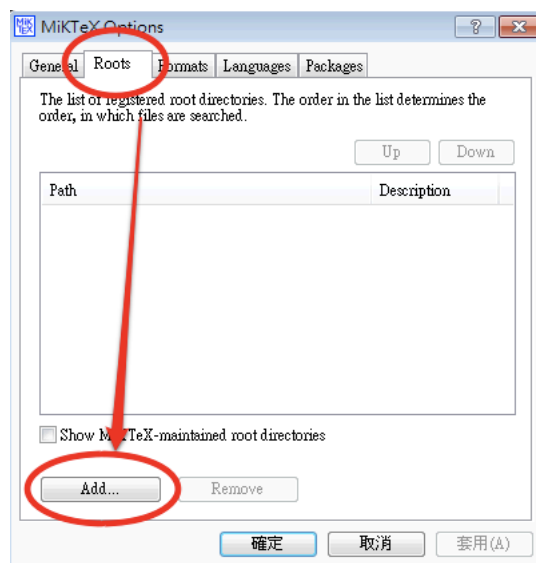 MiKTeX Options
General Roots Formats Languages Packages
The list of registered root directories. The order in the list determines the
order, in which files are searched.
Up Down
Path Description
Show MiKTeX-maintained root directories
Add... Remove
確定 取消 套用(A)